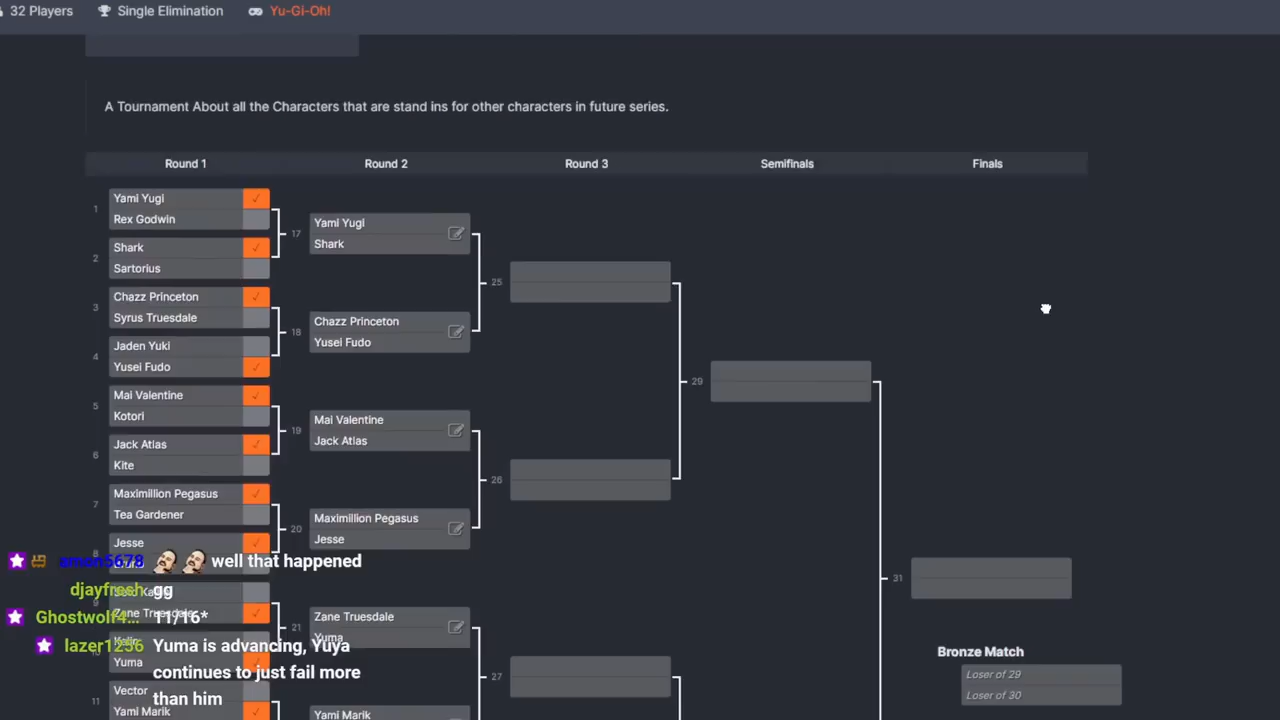 32 Players Single Elimination Yu-Gi-Oh!
A Tournament About all the Characters that are stand ins for other characters in future series.
Round 1 Round 2 Round 3 Semifinals Finals
1
Yami Yugi
Rex Godwin
2
Shark
Sartorius
3
Chazz Princeton
Syrus Truesdale
4
Jaden Yuki
Yusei Fudo
5
Mai Valentine
Kotori
6
Jack Atlas
Kite
7
Maximillion Pegasus
Tea Gardener
8
Jesse
9
Zane Truesdale
Yuma
11
Vector
Yami Marik
17
Yami Yugi
Shark
18
Chazz Princeton
Yusei Fudo
19
Mai Valentine
Jack Atlas
20
Maximillion Pegasus
Jesse
21
Zane Truesdale
Yuma
Yami Marik
25
26
27
29
31
Bronze Match
Loser of 29
Loser of 30
aman5678 well that happened
djayfresh gg
Ghostwolf4... 11/16*
lazer1256 Yuma is advancing, Yuya
continues to just fail more
than him